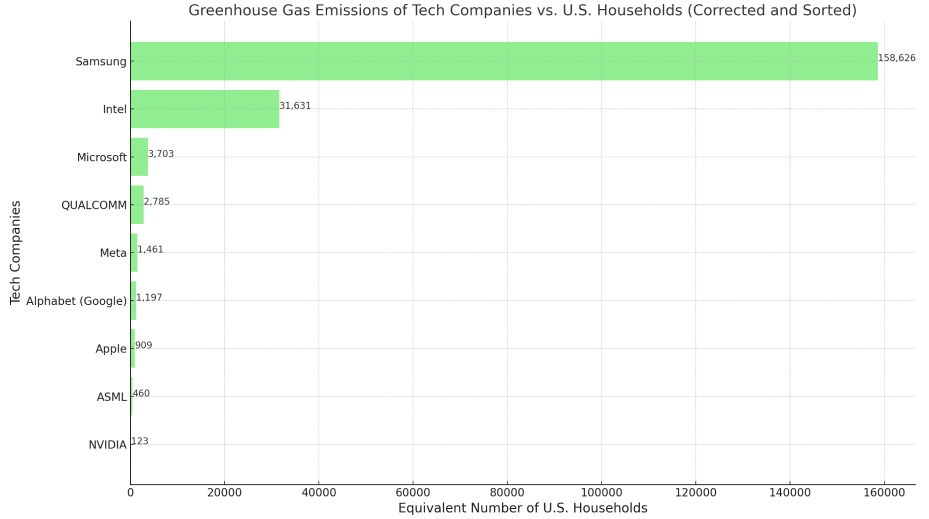 Greenhouse Gas Emissions of Tech Companies vs. U.S. Households (Corrected and Sorted)
Tech Companies
Samsung 158,626
Intel 31,631
Microsoft 3,703
QUALCOMM 2,785
Meta 1,461
Alphabet (Google) 1,197
Apple 909
ASML 460
NVIDIA 123
0 20000 40000 60000 80000 100000 120000 140000 160000
Equivalent Number of U.S. Households